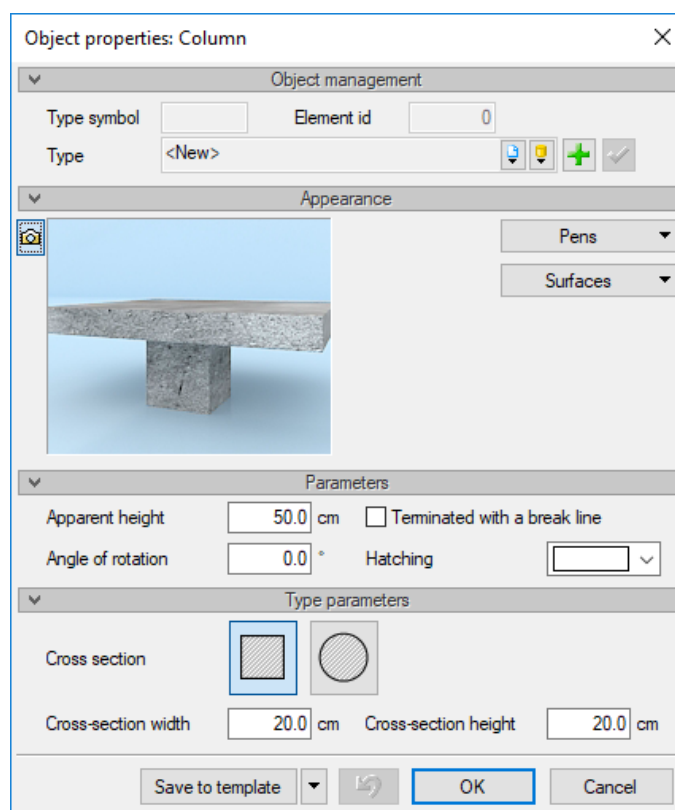 Object properties: Column
Object management
Type symbol Element id 0
Type <New>
Appearance
Pens
Surfaces
Parameters
Apparent height 50.0 cm Terminated with a break line
Angle of rotation 0.0 ° Hatching
Type parameters
Cross section
Cross-section width 20.0 cm Cross-section height 20.0 cm
Save to template OK Cancel